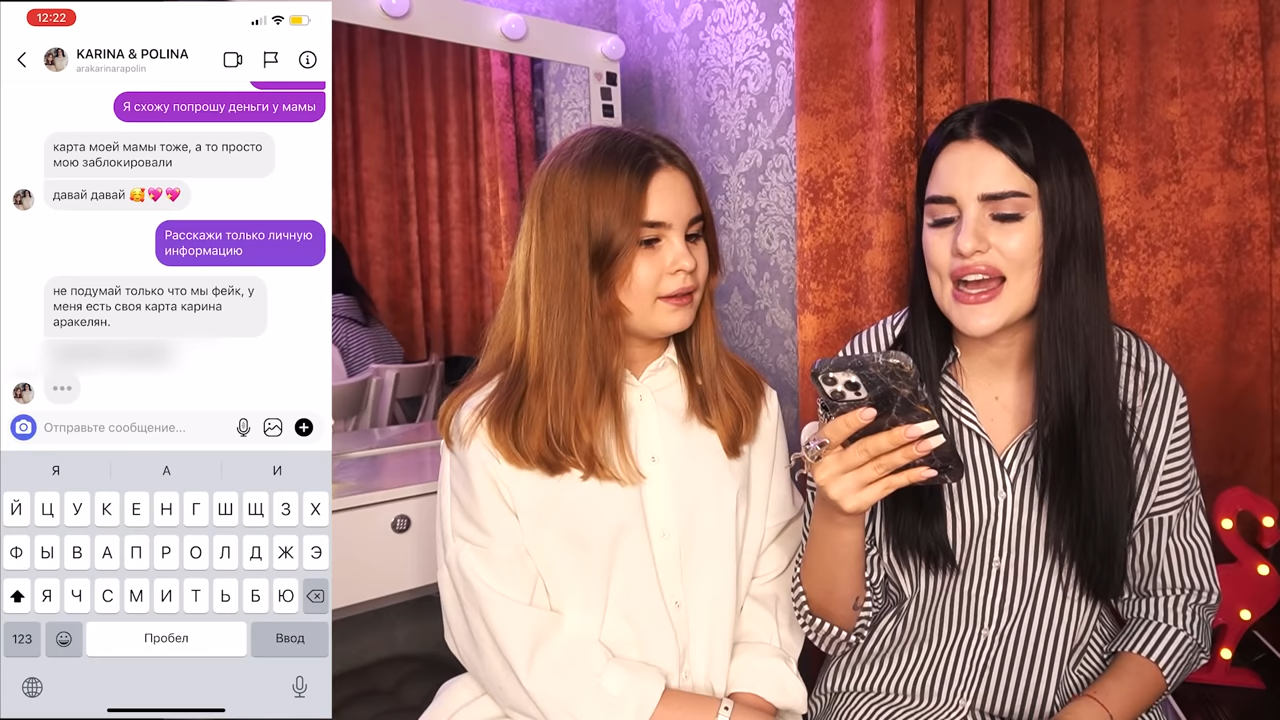 12:22
KARINA & POLINA
arakarinarapolin
Я схожу попрошу деньги у мамы
карта моей мамы тоже, а то просто
мою заблокировали
давай давай 🥰💖💖
Расскажи только личную
информацию
не подумай только что мы фейк, у
меня есть своя карта карина
аракелян.
Отправьте сообщение...
Я А И
Й Ц У К Е Н Г Ш Щ З Х
Ф Ы В А П Р О Л Д Ж Э
Я Ч С М И Т Ь Б Ю
123 Пробел Ввод